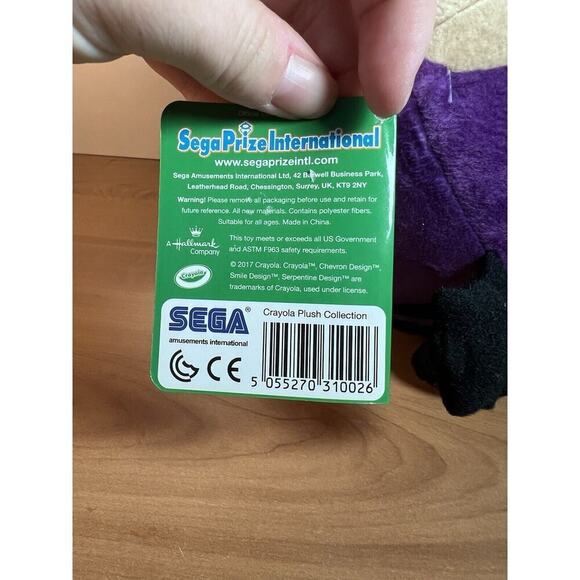 SegaPrizeInternational
www.segaprizeintl.com
Sega Amusements International Ltd, 42 Barwell Business Park,
Leatherhead Road, Chessington, Surrey, UK, KT9 2NY
Warning! Please remove all packaging before use and retain for
future reference. All new materials. Contains polyester fibers.
Suitable for all ages. Made in China.
A Hallmark Company
This toy meets or exceeds all US Government
and ASTM F963 safety requirements.
Crayola
© 2017 Crayola. Crayola™, Chevron Design™,
Smile Design™, Serpentine Design™ are
trademarks of Crayola, used under license.
SEGA®
amusements international
CE
Crayola Plush Collection
5 055270 310026